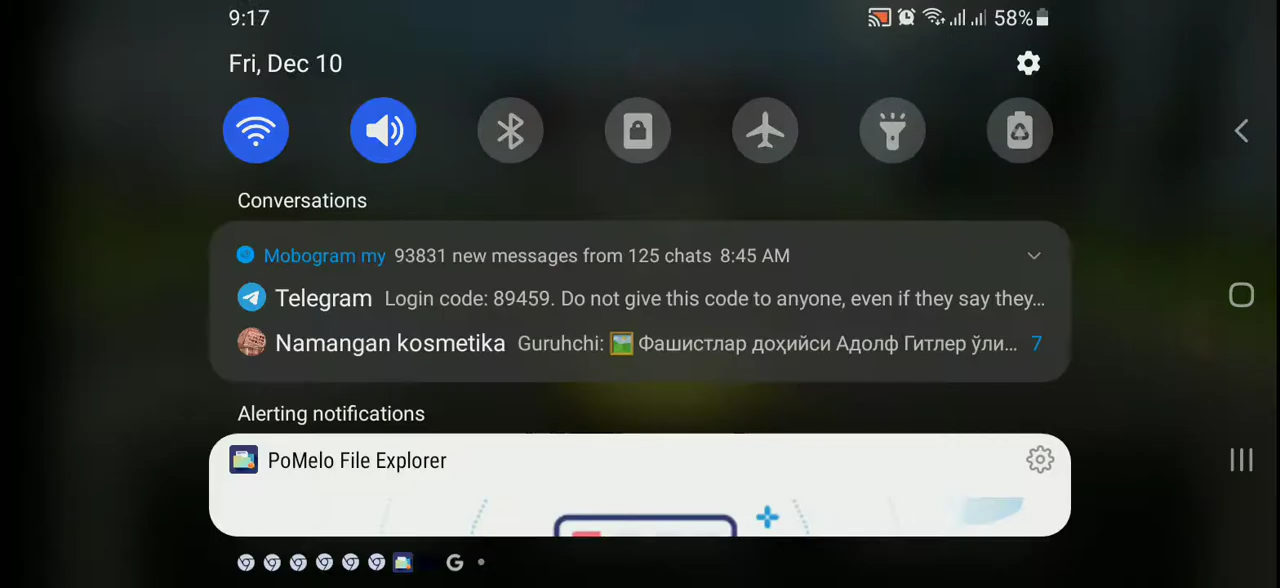 9:17 58%
Fri, Dec 10
Conversations
Mobogram my 93831 new messages from 125 chats 8:45 AM
Telegram Login code: 89459. Do not give this code to anyone, even if they say they…
Namangan kosmetika Guruhchi: Фашистлар доҳийси Адолф Гитлер ўли… 7
Alerting notifications
PoMelo File Explorer
G